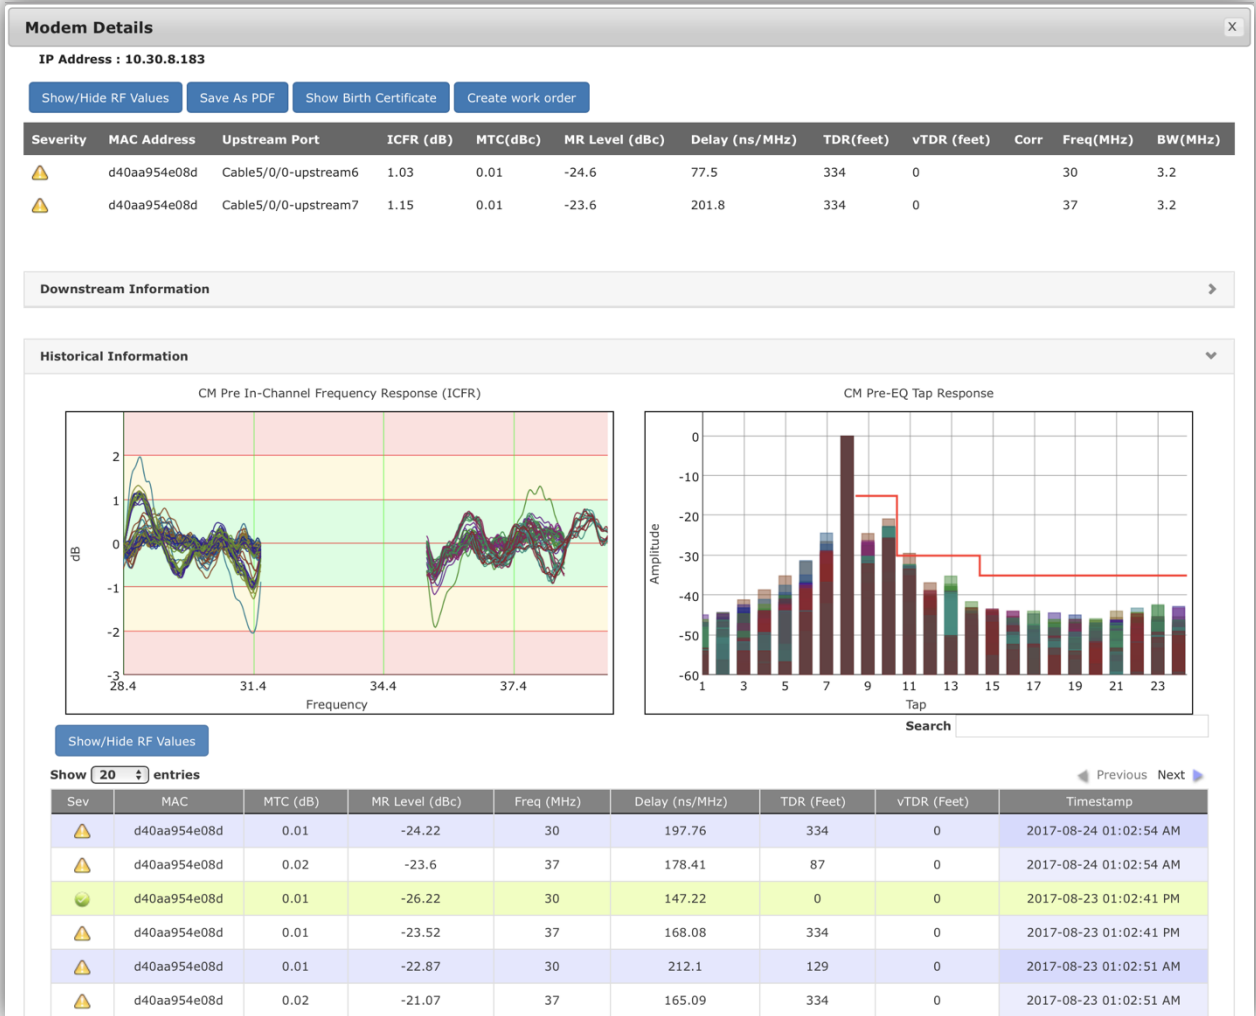 Modem Details
X
IP Address : 10.30.8.183
Show/Hide RF Values Save As PDF Show Birth Certificate Create work order
Severity MAC Address Upstream Port ICFR (dB) MTC(dBc) MR Level (dBc) Delay (ns/MHz) TDR(feet) vTDR (feet) Corr Freq(MHz) BW(MHz)
d40aa954e08d Cable5/0/0-upstream6 1.03 0.01 -24.6 77.5 334 0 30 3.2
d40aa954e08d Cable5/0/0-upstream7 1.15 0.01 -23.6 201.8 334 0 37 3.2
Downstream Information
Historical Information
CM Pre In-Channel Frequency Response (ICFR)
2
1
0
-1
-2
-3
dB
28.4 31.4 34.4 37.4
Frequency
CM Pre-EQ Tap Response
0
-10
-20
-30
-40
-50
-60
Amplitude
1 3 5 7 9 11 13 15 17 19 21 23
Tap
Search
Show/Hide RF Values
Show 20 entries
Previous Next
Sev MAC MTC (dB) MR Level (dBc) Freq (MHz) Delay (ns/MHz) TDR (Feet) vTDR (Feet) Timestamp
d40aa954e08d 0.01 -24.22 30 197.76 334 0 2017-08-24 01:02:54 AM
d40aa954e08d 0.02 -23.6 37 178.41 87 0 2017-08-24 01:02:54 AM
d40aa954e08d 0.01 -26.22 30 147.22 0 0 2017-08-23 01:02:41 PM
d40aa954e08d 0.01 -23.52 37 168.08 334 0 2017-08-23 01:02:41 PM
d40aa954e08d 0.01 -22.87 30 212.1 129 0 2017-08-23 01:02:51 AM
d40aa954e08d 0.02 -21.07 37 165.09 334 0 2017-08-23 01:02:51 AM